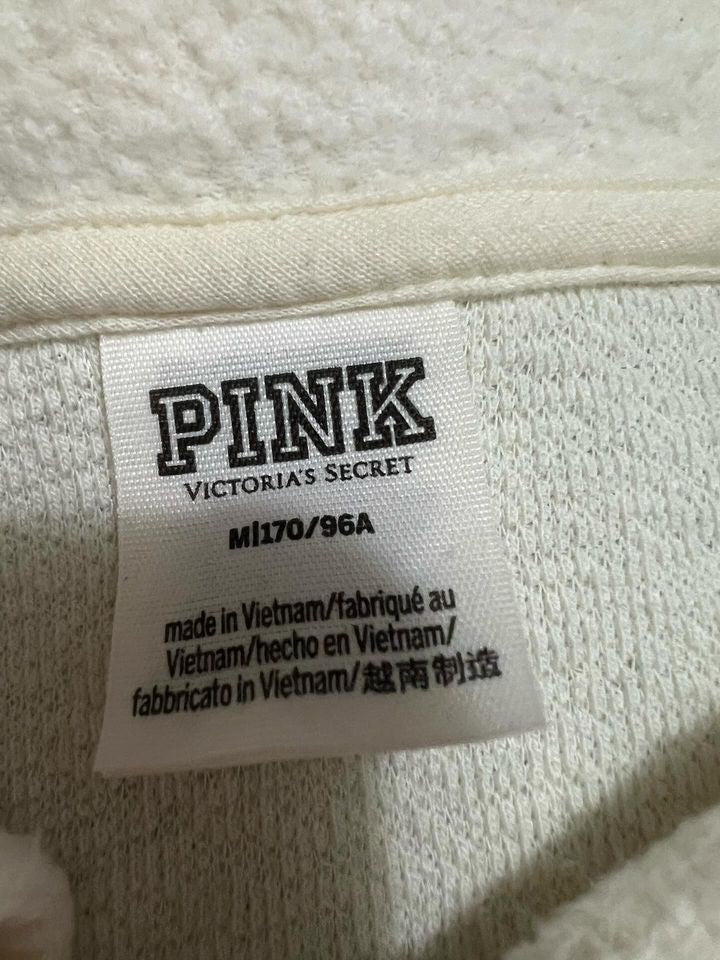 PINK
VICTORIA'S SECRET
M|170/96A
made in Vietnam/fabriqué au
Vietnam/hecho en Vietnam/
fabbricato in Vietnam/越南制造